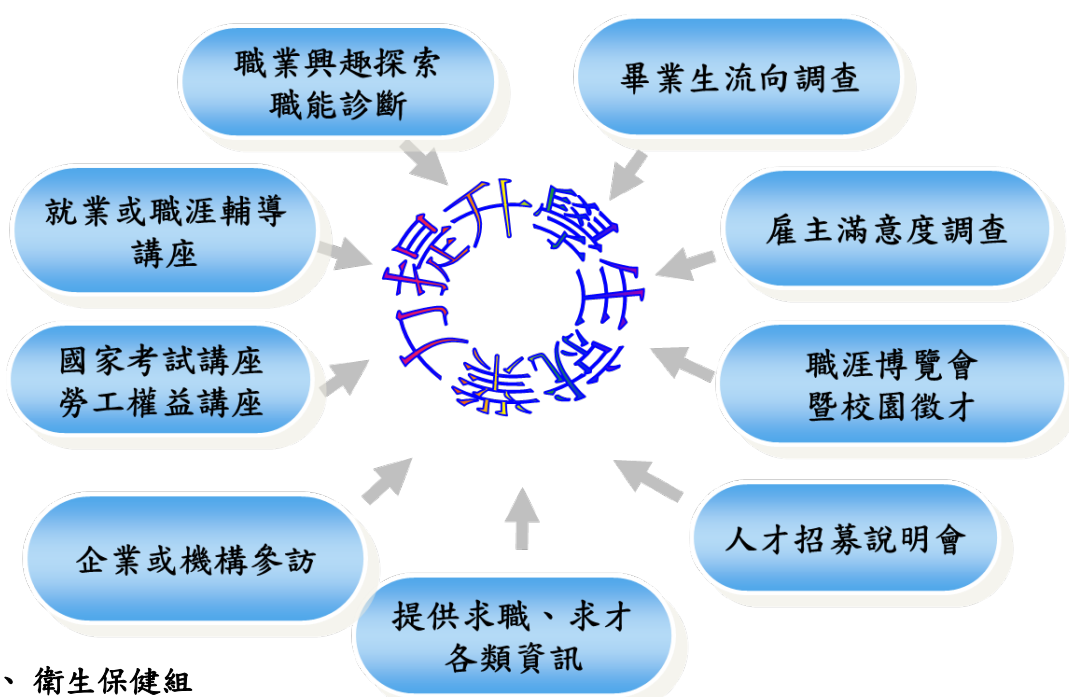 職業興趣探索
職能診斷
畢業生流向調查
就業或職涯輔導
講座
雇主滿意度調查
國家考試講座
勞工權益講座
職涯博覽會
暨校園徵才
企業或機構參訪
人才招募說明會
提供求職、求才
各類資訊
學生就業力提升
、衛生保健組